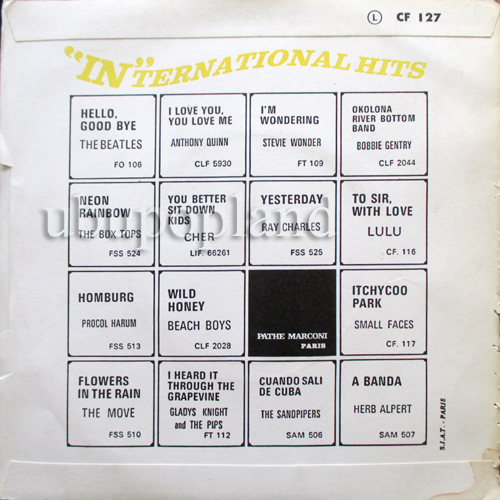 Ⓛ CF 127
"IN"TERNATIONAL HITS
HELLO,
GOOD BYE
THE BEATLES
FO 106
I LOVE YOU,
YOU LOVE ME
ANTHONY QUINN
CLF 5930
I'M
WONDERING
STEVIE WONDER
FT 109
OKOLONA
RIVER BOTTOM
BAND
BOBBIE GENTRY
CLF 2044
NEON
RAINBOW
THE BOX TOPS
FSS 524
YOU BETTER
SIT DOWN
KIDS
CHER
LIF. 66261
YESTERDAY
RAY CHARLES
FSS 525
TO SIR,
WITH LOVE
LULU
CF. 116
ubupopland
HOMBURG
PROCOL HARUM
FSS 513
WILD
HONEY
BEACH BOYS
CLF 2028
PATHE MARCONI
PARIS
ITCHYCOO
PARK
SMALL FACES
CF. 117
FLOWERS
IN THE RAIN
THE MOVE
FSS 510
I HEARD IT
THROUGH THE
GRAPEVINE
GLADYS KNIGHT
and THE PIPS
FT 112
CUANDO SALI
DE CUBA
THE SANDPIPERS
SAM 506
A BANDA
HERB ALPERT
SAM 507
S.I.A.T. - PARIS